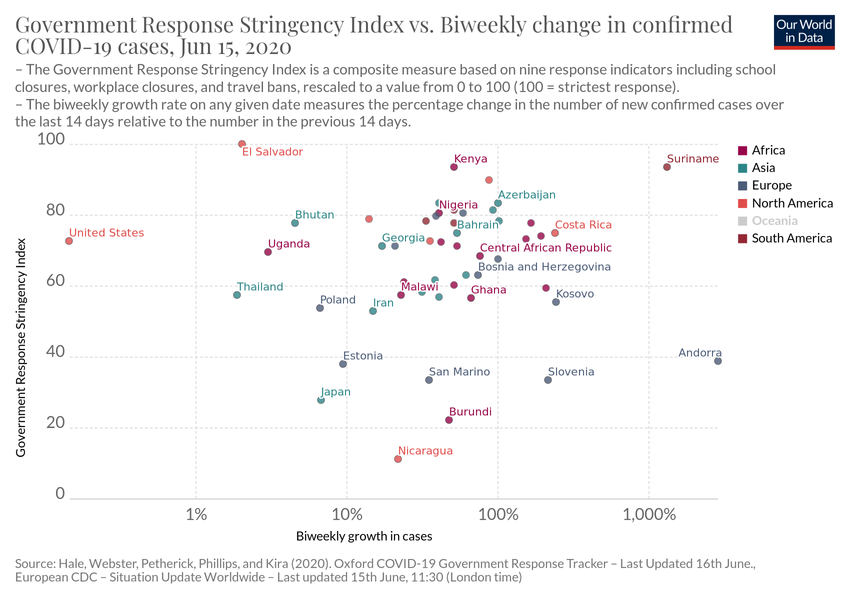 Government Response Stringency Index vs. Biweekly change in confirmed
COVID-19 cases, Jun 15, 2020
Our World
in Data
– The Government Response Stringency Index is a composite measure based on nine response indicators including school
closures, workplace closures, and travel bans, rescaled to a value from 0 to 100 (100 = strictest response).
– The biweekly growth rate on any given date measures the percentage change in the number of new confirmed cases over
the last 14 days relative to the number in the previous 14 days.
100
El Salvador
Kenya
Suriname
Africa
Asia
Europe
North America
Oceania
South America
80
Bhutan
Nigeria
Azerbaijan
United States
Uganda
Georgia
Bahrain
Costa Rica
Central African Republic
Bosnia and Herzegovina
60
Thailand
Poland
Malawi
Iran
Ghana
Kosovo
40
Estonia
San Marino
Slovenia
Andorra
Japan
20
Burundi
Nicaragua
0
Government Response Stringency Index
1%
10%
100%
1,000%
Biweekly growth in cases
Source: Hale, Webster, Petherick, Phillips, and Kira (2020). Oxford COVID-19 Government Response Tracker – Last Updated 16th June.,
European CDC – Situation Update Worldwide – Last updated 15th June, 11:30 (London time)